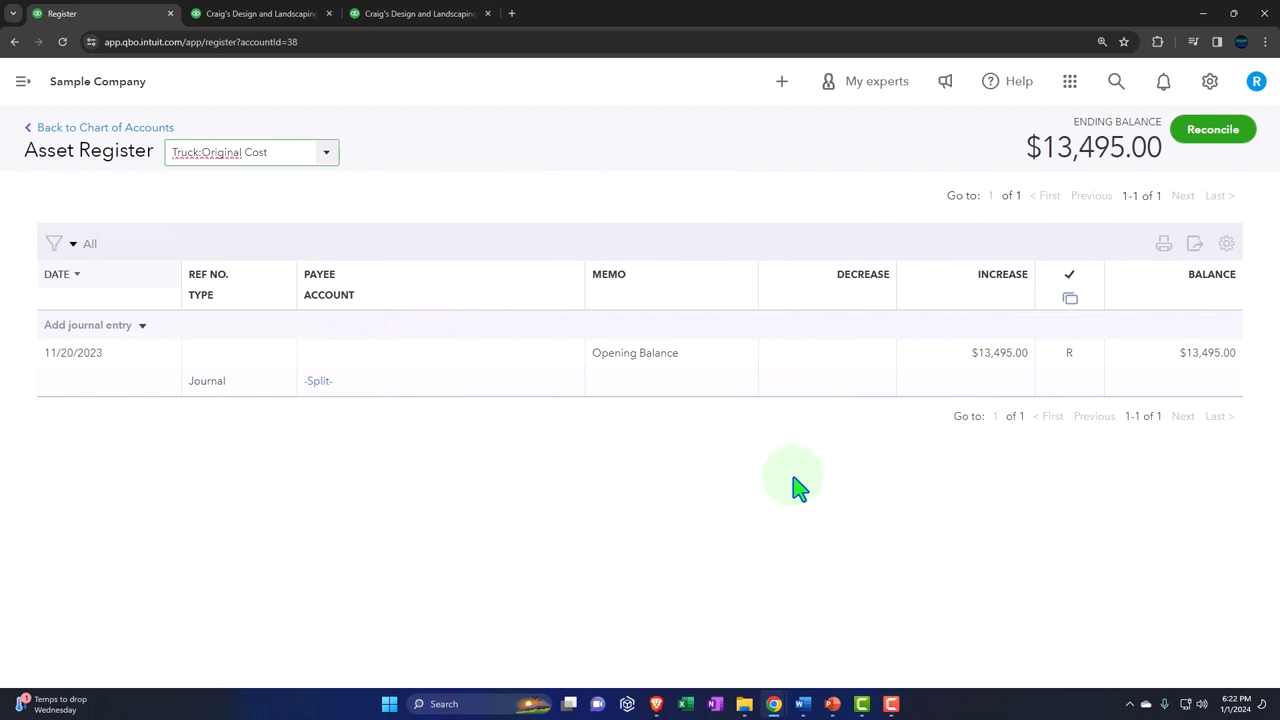 Register
Craig's Design and Landscaping
Craig's Design and Landscaping
app.qbo.intuit.com/app/register?accountId=38
Sample Company
My experts
Help
R
Back to Chart of Accounts
Asset Register
Truck:Original Cost
ENDING BALANCE
$13,495.00
Reconcile
Go to: 1 of 1 < First Previous 1-1 of 1 Next Last >
All
DATE REF NO. PAYEE MEMO DECREASE INCREASE BALANCE
TYPE ACCOUNT
Add journal entry
11/20/2023 Opening Balance $13,495.00 R $13,495.00
Journal -Split-
Go to: 1 of 1 < First Previous 1-1 of 1 Next Last >
1
Temps to drop
Wednesday
Search
6:22 PM
1/1/2024